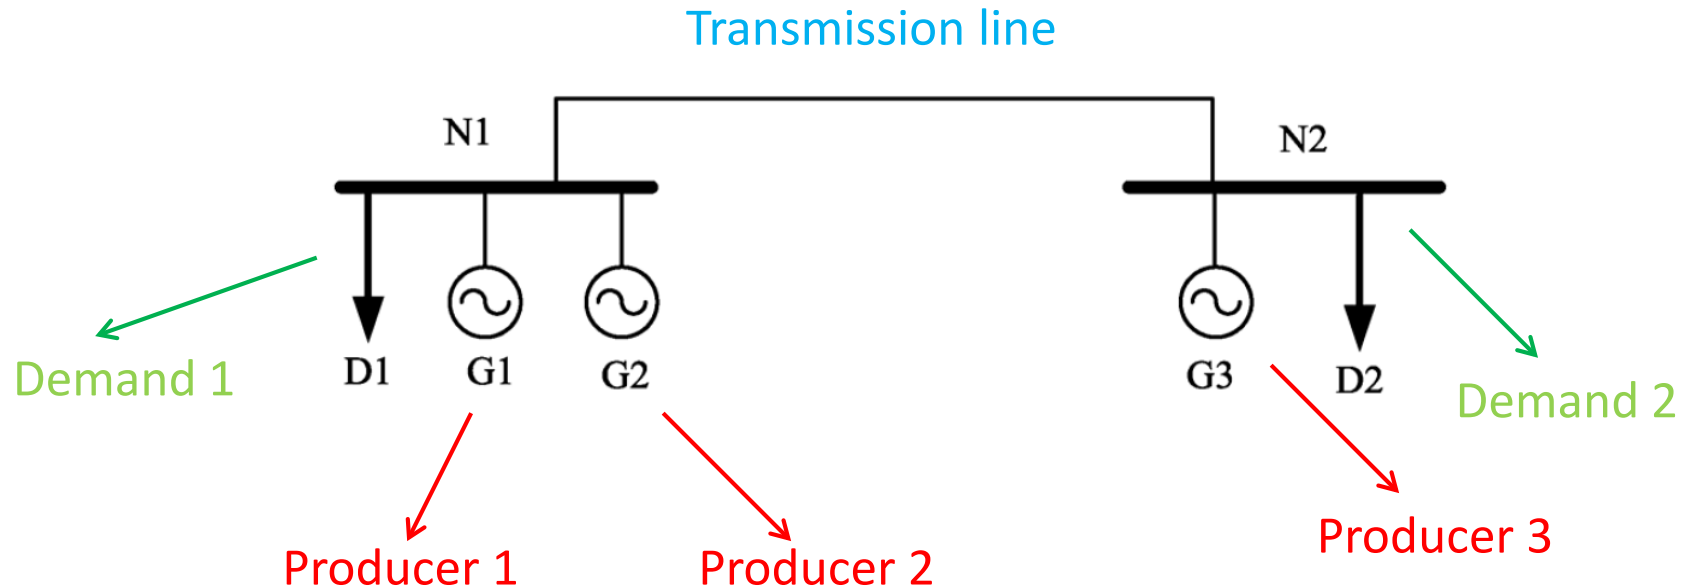 Transmission line
N1
N2
D1
G1
G2
G3
D2
Demand 1
Demand 2
Producer 1
Producer 2
Producer 3